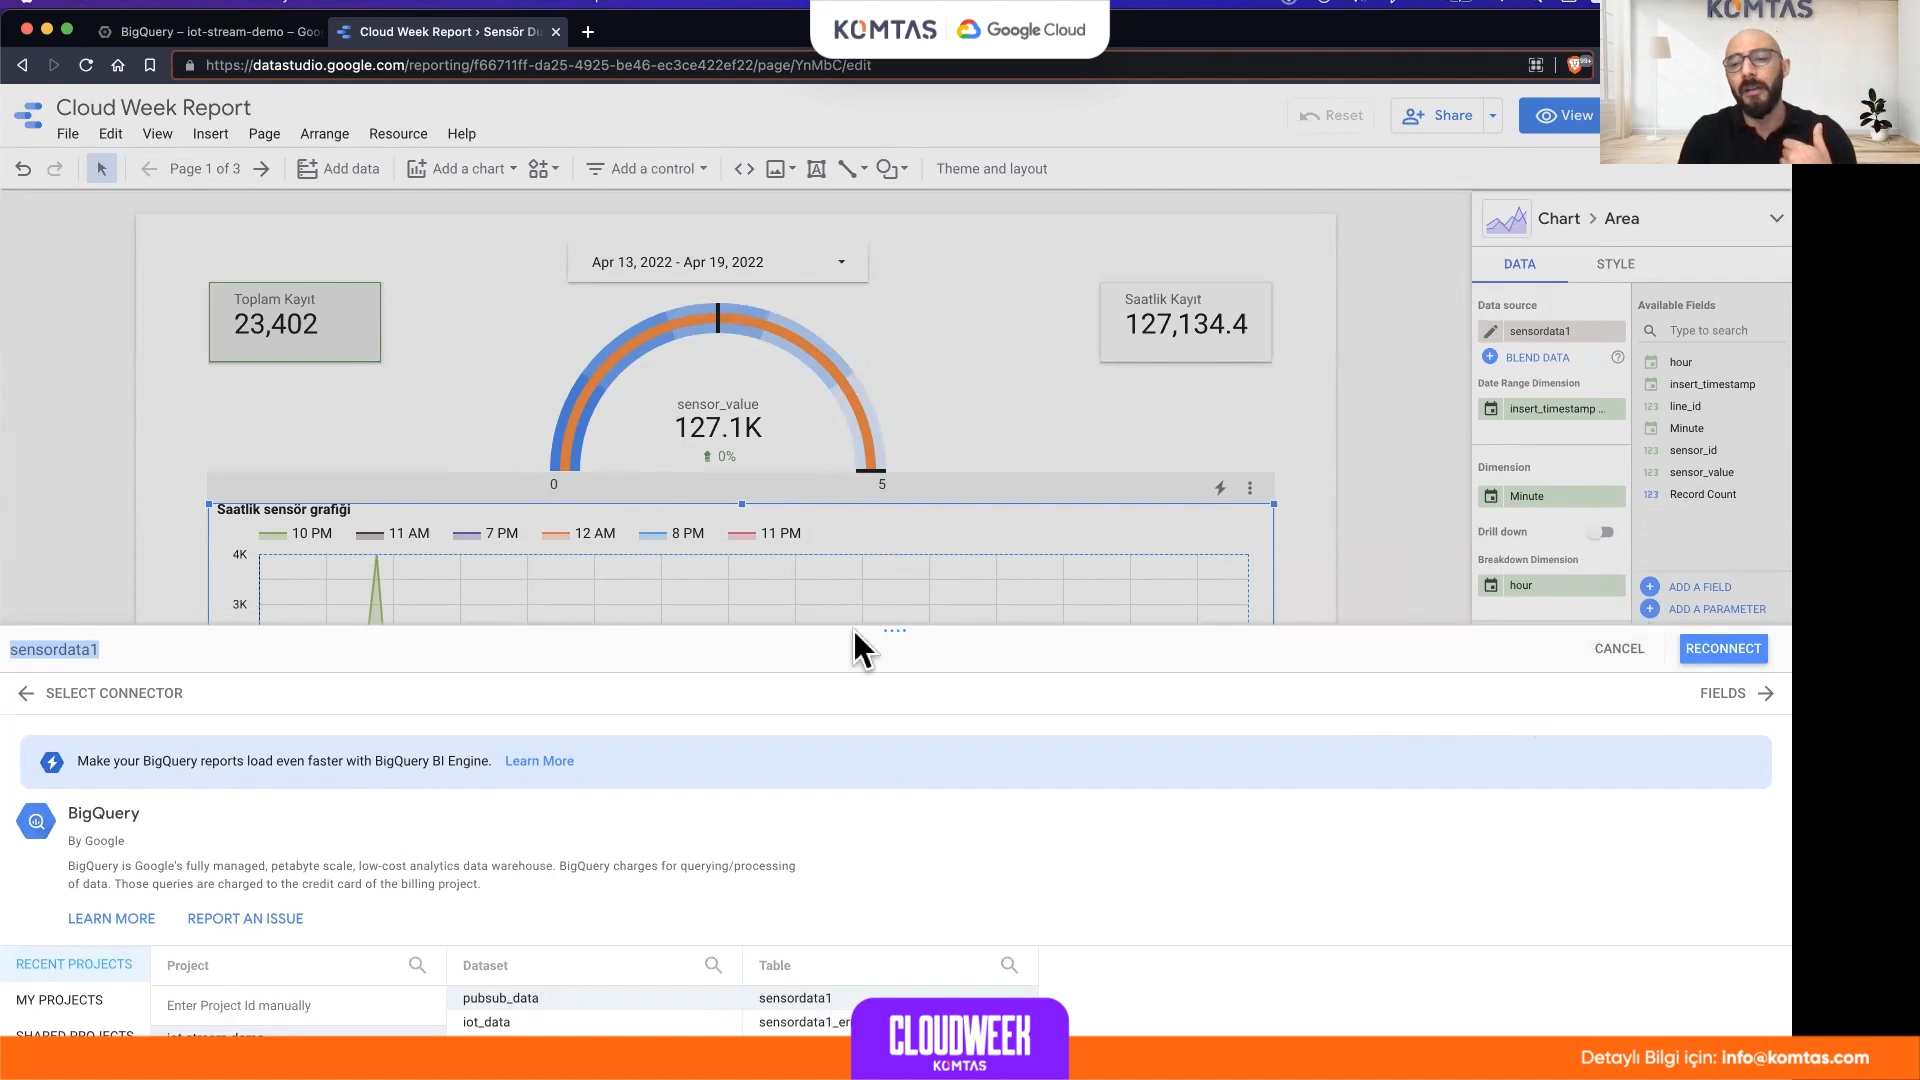 BigQuery – iot-stream-demo – Goo
Cloud Week Report › Sensör Du
KOMTAS
Google Cloud
KOMTAS
https://datastudio.google.com/reporting/f66711ff-da25-4925-be46-ec3ce422ef22/page/YnMbC/edit
99+
Cloud Week Report
File Edit View Insert Page Arrange Resource Help
Reset
Share
View
Page 1 of 3
Add data
Add a chart
Add a control
Theme and layout
Apr 13, 2022 - Apr 19, 2022
Toplam Kayıt
23,402
Saatlik Kayıt
127,134.4
sensor_value
127.1K
0%
0
5
Saatlik sensör grafiği
10 PM 11 AM 7 PM 12 AM 8 PM 11 PM
4K
3K
Chart > Area
DATA
STYLE
Data source
sensordata1
BLEND DATA
Date Range Dimension
insert_timestamp ...
Dimension
Minute
Drill down
Breakdown Dimension
hour
Available Fields
Type to search
hour
insert_timestamp
123 line_id
Minute
123 sensor_id
123 sensor_value
123 Record Count
ADD A FIELD
ADD A PARAMETER
sensordata1
CANCEL
RECONNECT
SELECT CONNECTOR
FIELDS
Make your BigQuery reports load even faster with BigQuery BI Engine. Learn More
BigQuery
By Google
BigQuery is Google's fully managed, petabyte scale, low-cost analytics data warehouse. BigQuery charges for querying/processing
of data. Those queries are charged to the credit card of the billing project.
LEARN MORE
REPORT AN ISSUE
RECENT PROJECTS
MY PROJECTS
SHARED PROJECTS
Project
Enter Project Id manually
iot-stream-demo
Dataset
pubsub_data
iot_data
Table
sensordata1
sensordata1_er
CLOUDWEEK
KOMTAS
Detaylı Bilgi için: info@komtas.com